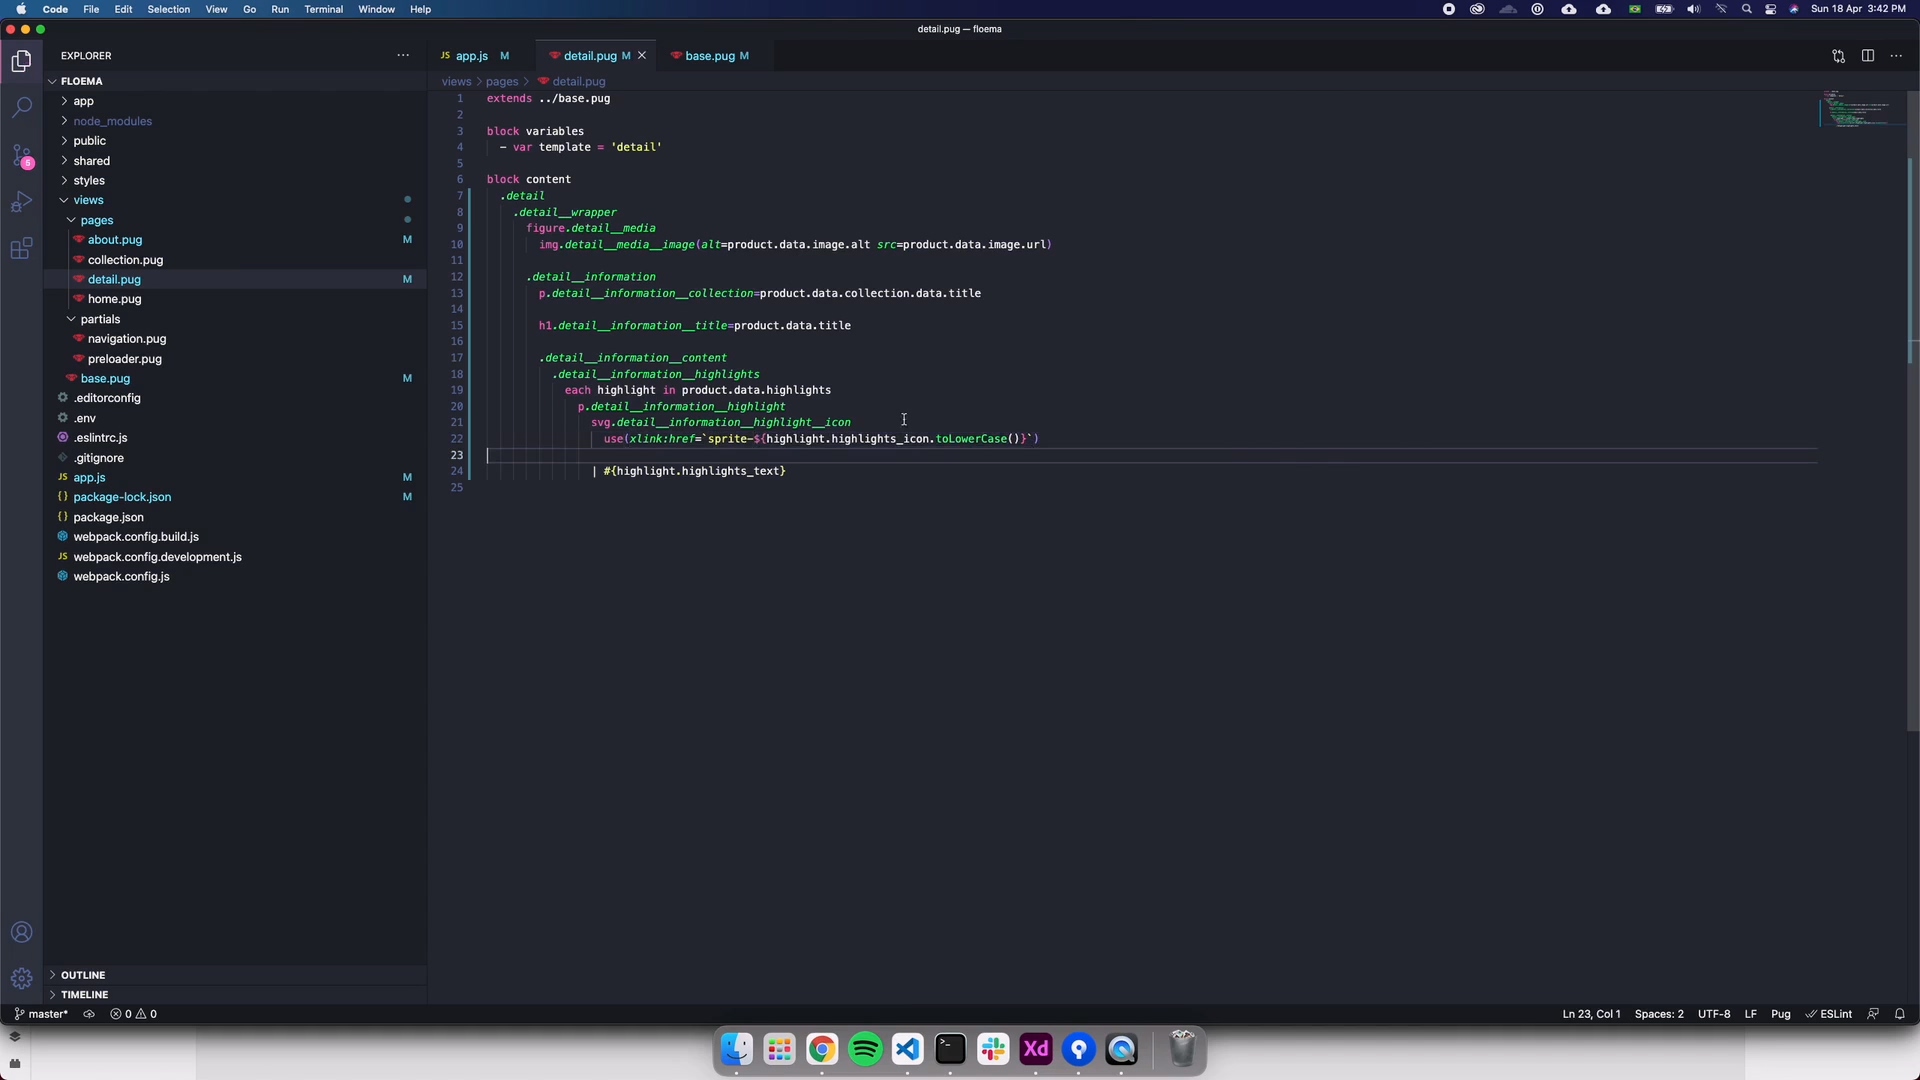 Code File Edit Selection View Go Run Terminal Window Help
Sun 18 Apr 3:42 PM
detail.pug — floema
EXPLORER
JS app.js M
detail.pug M
base.pug M
FLOEMA
views > pages > detail.pug
app
node_modules
public
shared
styles
views
pages
about.pug M
collection.pug
detail.pug M
home.pug
partials
navigation.pug
preloader.pug
base.pug M
.editorconfig
.env
.eslintrc.js
.gitignore
JS app.js M
{} package-lock.json M
{} package.json
webpack.config.build.js
JS webpack.config.development.js
webpack.config.js
5
1 extends ../base.pug
2
3 block variables
4 - var template = 'detail'
5
6 block content
7 .detail
8 .detail__wrapper
9 figure.detail__media
10 img.detail__media__image(alt=product.data.image.alt src=product.data.image.url)
11
12 .detail__information
13 p.detail__information__collection=product.data.collection.data.title
14
15 h1.detail__information__title=product.data.title
16
17 .detail__information__content
18 .detail__information__highlights
19 each highlight in product.data.highlights
20 p.detail__information__highlight
21 svg.detail__information__highlight__icon
22 use(xlink:href=`sprite-${highlight.highlights_icon.toLowerCase()}`)
23
24 | #{highlight.highlights_text}
25
OUTLINE
TIMELINE
master* 0 0
Ln 23, Col 1 Spaces: 2 UTF-8 LF Pug ESLint
Xd